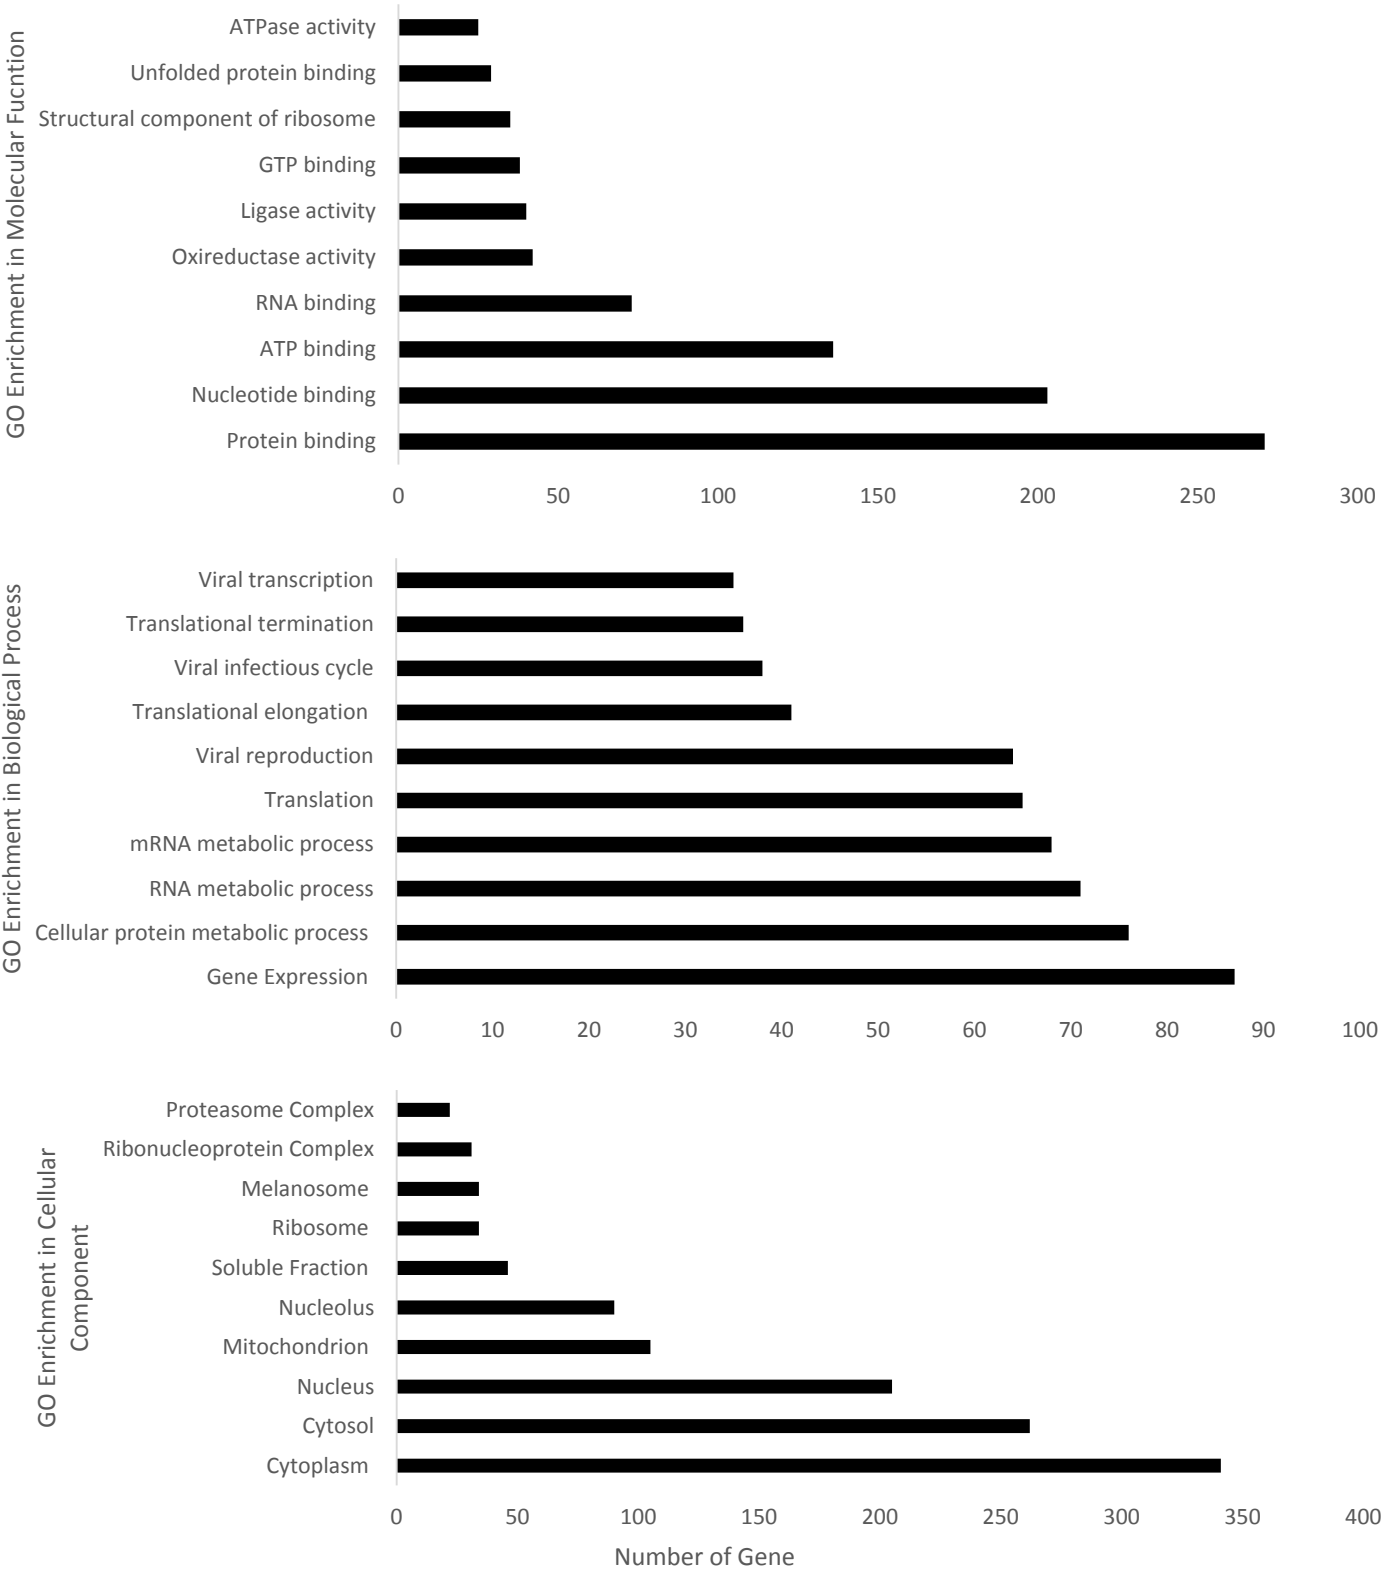 GO Enrichment in Molecular Fucntion
ATPase activity
Unfolded protein binding
Structural component of ribosome
GTP binding
Ligase activity
Oxireductase activity
RNA binding
ATP binding
Nucleotide binding
Protein binding
0 50 100 150 200 250 300
GO Enrichment in Biological Process
Viral transcription
Translational termination
Viral infectious cycle
Translational elongation
Viral reproduction
Translation
mRNA metabolic process
RNA metabolic process
Cellular protein metabolic process
Gene Expression
0 10 20 30 40 50 60 70 80 90 100
GO Enrichment in Cellular
Component
Proteasome Complex
Ribonucleoprotein Complex
Melanosome
Ribosome
Soluble Fraction
Nucleolus
Mitochondrion
Nucleus
Cytosol
Cytoplasm
0 50 100 150 200 250 300 350 400
Number of Gene